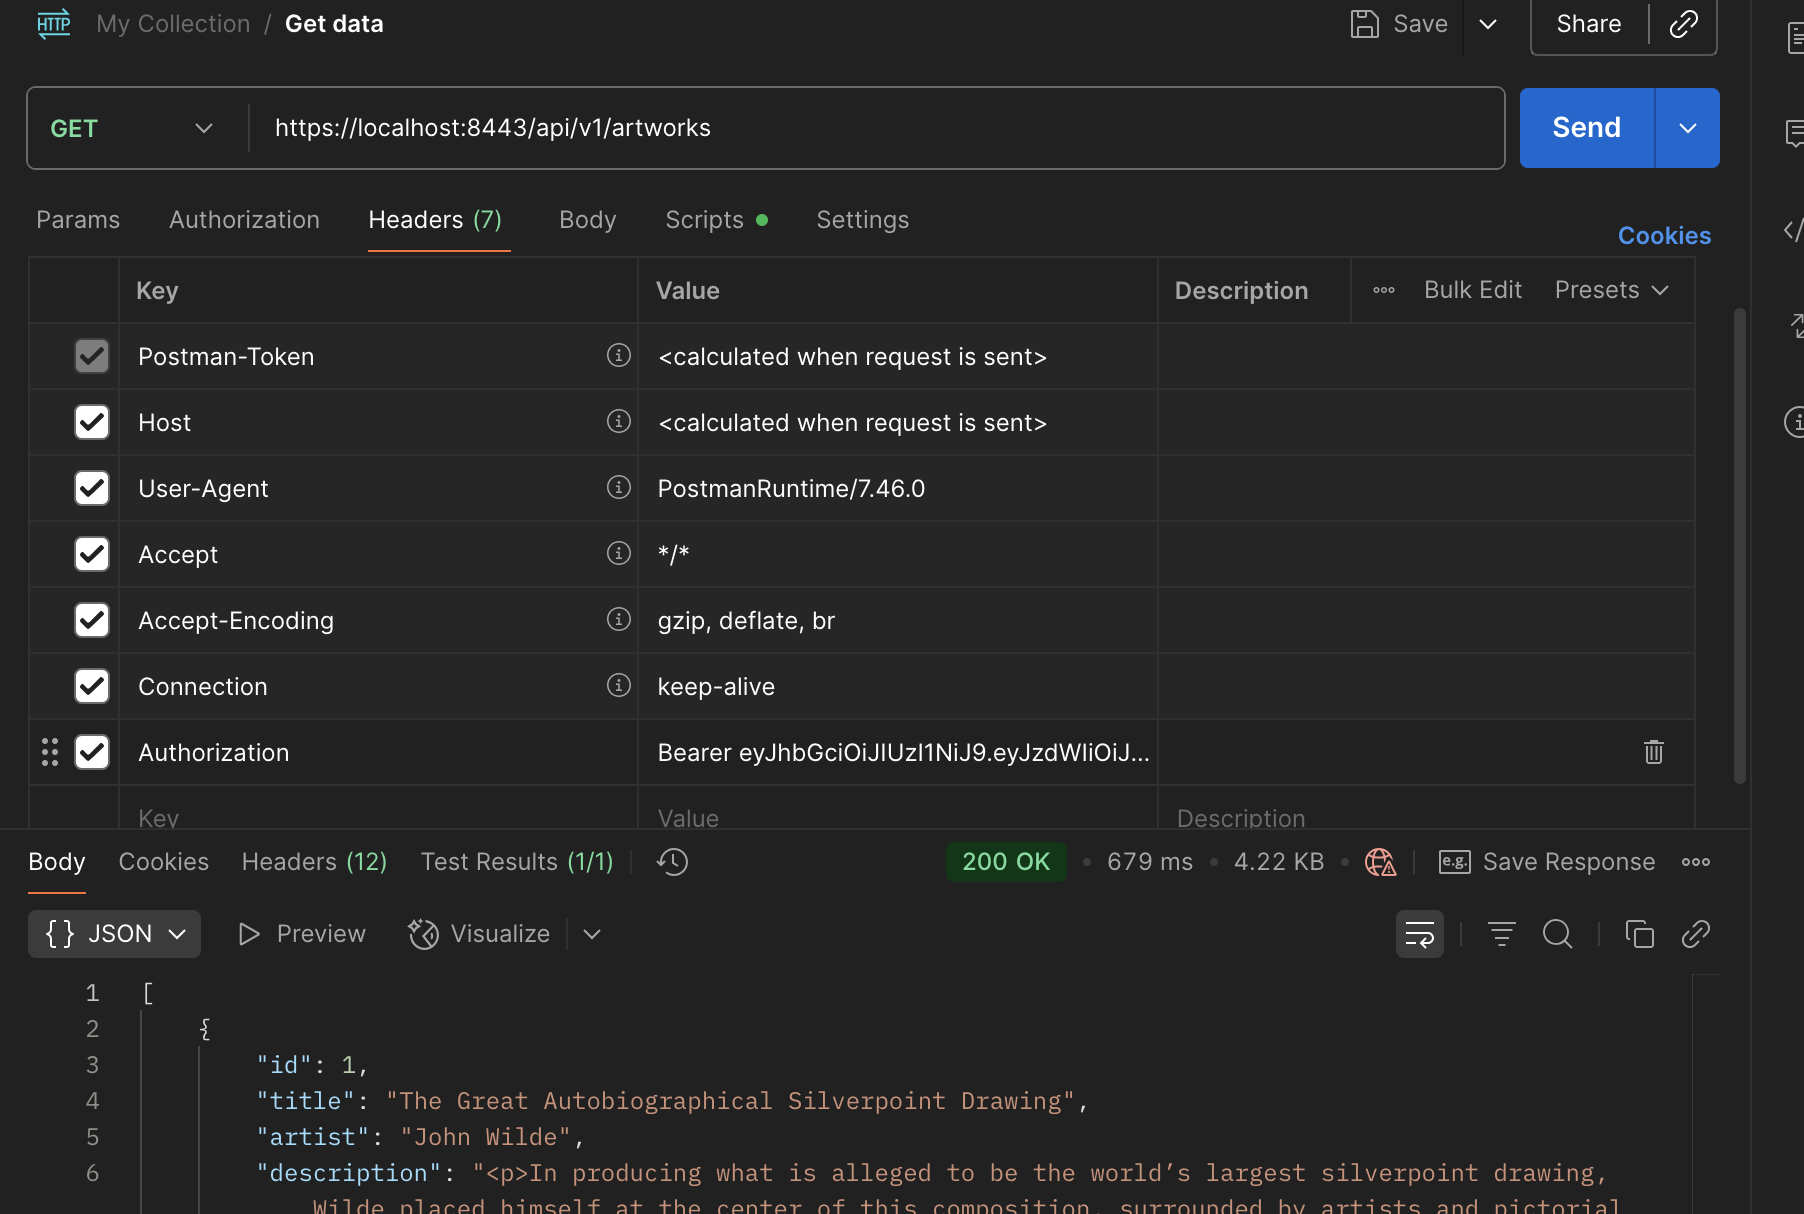 HTTP My Collection / Get data Save Share
GET https://localhost:8443/api/v1/artworks Send
Params Authorization Headers (7) Body Scripts Settings Cookies
Key Value Description Bulk Edit Presets
Postman-Token <calculated when request is sent>
Host <calculated when request is sent>
User-Agent PostmanRuntime/7.46.0
Accept */*
Accept-Encoding gzip, deflate, br
Connection keep-alive
Authorization Bearer eyJhbGciOiJIUzI1NiJ9.eyJzdWIiOiJ...
Key Value Description
Body Cookies Headers (12) Test Results (1/1) 200 OK • 679 ms • 4.22 KB • e.g. Save Response
{} JSON Preview Visualize
1 [
2 {
3 "id": 1,
4 "title": "The Great Autobiographical Silverpoint Drawing",
5 "artist": "John Wilde",
6 "description": "<p>In producing what is alleged to be the world’s largest silverpoint drawing,
Wilde placed himself at the center of this composition, surrounded by artists and pictorial